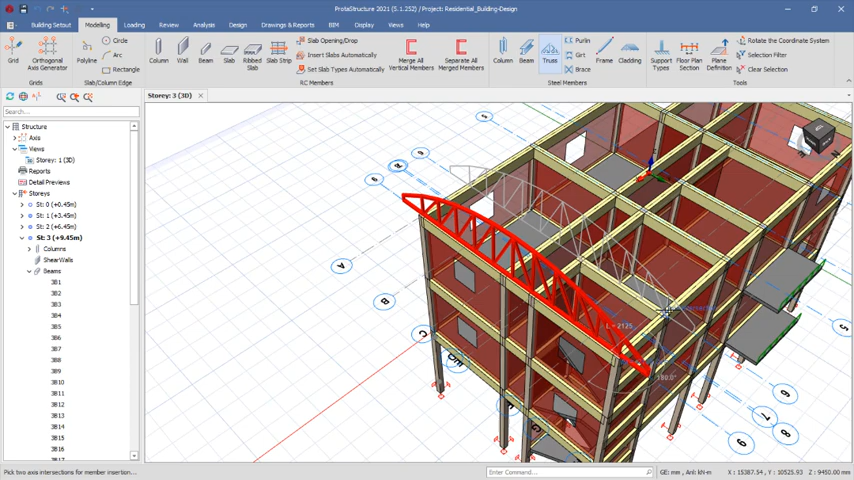 ProtaStructure 2021 (5.1.252) / Project: Residential_Building-Design
Building Setout Modelling Loading Review Analysis Design Drawings & Reports BIM Display Views Help
Grid
Orthogonal Axis Generator
Grids
Polyline
Circle
Arc
Rectangle
Slab/Column Edge
Column
Wall
Beam
Slab
Ribbed Slab
Slab Strip
Slab Opening/Drop
Insert Slabs Automatically
Set Slab Types Automatically
RC Members
Merge All Vertical Members
Separate All Merged Members
Column
Beam
Truss
Purlin
Girt
Brace
Frame
Cladding
Steel Members
Support Types
Floor Plan Section
Plane Definition
Rotate the Coordinate System
Selection Filter
Clear Selection
Tools
Search...
Structure
Axis
Views
Storey: 1 (3D)
Reports
Detail Previews
Storeys
St: 0 (+0.45m)
St: 1 (+3.45m)
St: 2 (+6.45m)
St: 3 (+9.45m)
Columns
ShearWalls
Beams
3B1
3B2
3B3
3B4
3B5
3B6
3B7
3B8
3B9
3B10
3B11
3B12
3B13
3B14
3B15
3B16
3B17
Storey: 3 (3D)
A
B
C
L = 2125
180.0°
6
7
8
9
Pick two axis intersections for member insertion...
Enter Command...
GE: mm, Anl: kN-m
X : 15387.54 Y : 10525.93
Z : 9450.00 mm